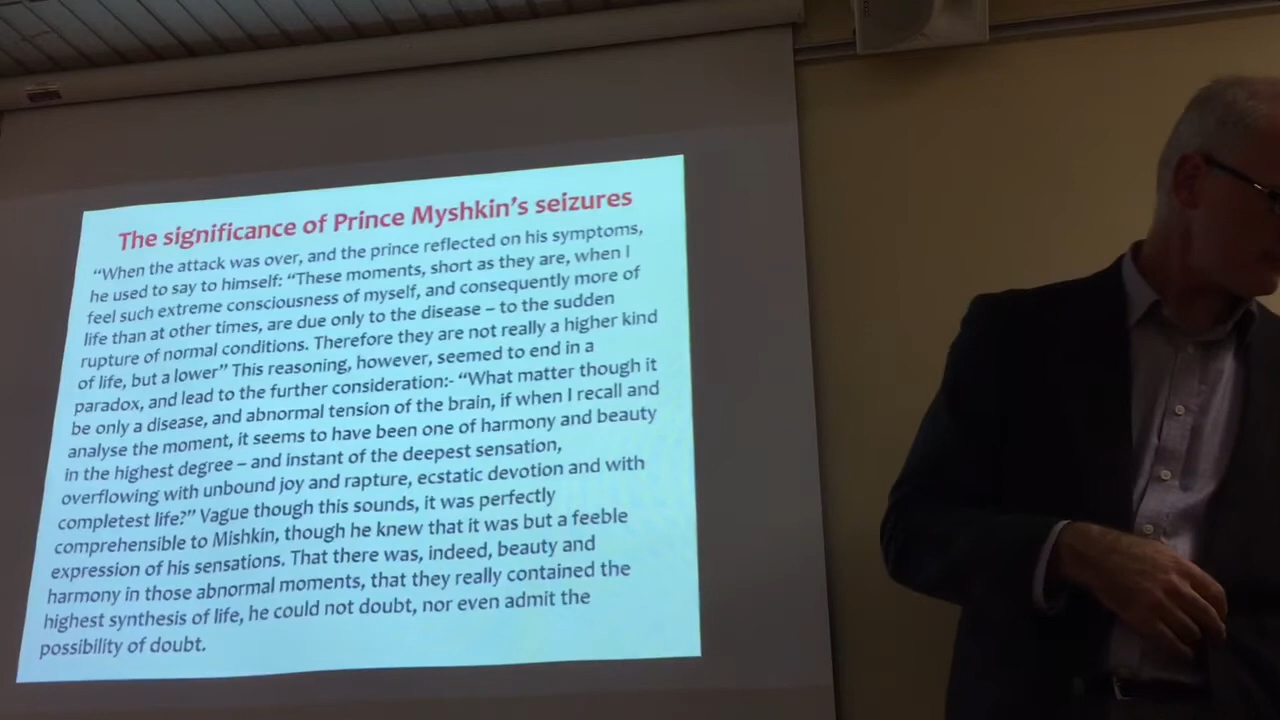 The significance of Prince Myshkin's seizures
“When the attack was over, and the prince reflected on his symptoms,
he used to say to himself: “These moments, short as they are, when I
feel such extreme consciousness of myself, and consequently more of
life than at other times, are due only to the disease – to the sudden
rupture of normal conditions. Therefore they are not really a higher kind
of life, but a lower” This reasoning, however, seemed to end in a
paradox, and lead to the further consideration:- “What matter though it
be only a disease, and abnormal tension of the brain, if when I recall and
analyse the moment, it seems to have been one of harmony and beauty
in the highest degree – and instant of the deepest sensation,
overflowing with unbound joy and rapture, ecstatic devotion and with
completest life?” Vague though this sounds, it was perfectly
comprehensible to Mishkin, though he knew that it was but a feeble
expression of his sensations. That there was, indeed, beauty and
harmony in those abnormal moments, that they really contained the
highest synthesis of life, he could not doubt, nor even admit the
possibility of doubt.